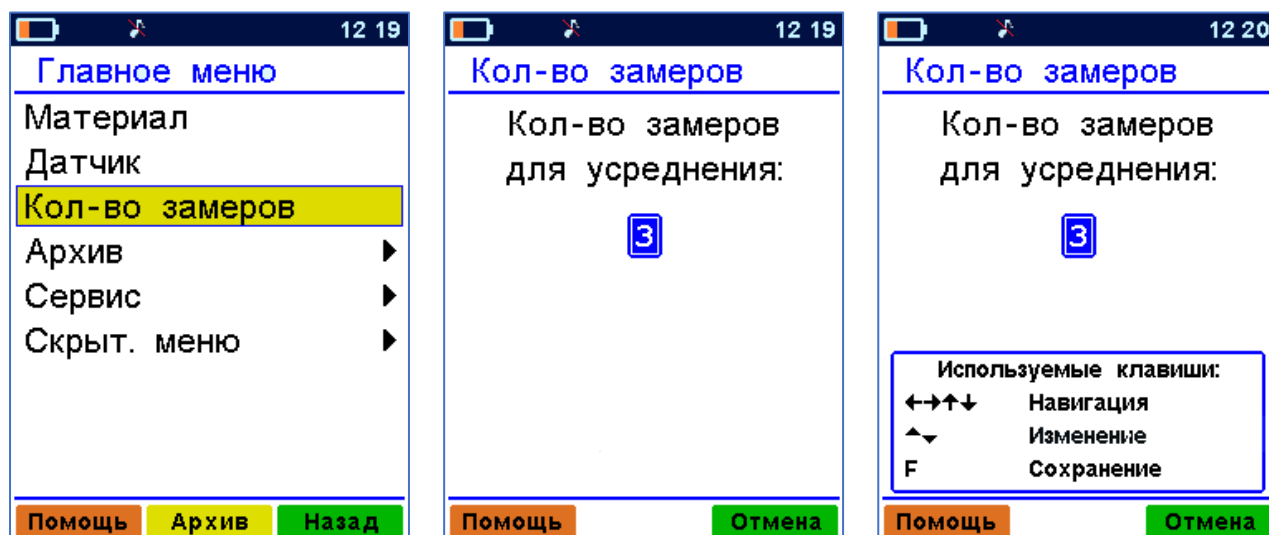 12 19
Главное меню
Материал
Датчик
Кол-во замеров
Архив
Сервис
Скрыт. меню
Помощь Архив Назад
12 19
Кол-во замеров
Кол-во замеров
для усреднения:
3
Помощь Отмена
12 20
Кол-во замеров
Кол-во замеров
для усреднения:
3
Используемые клавиши:
←→↑↓ Навигация
▲▼ Изменение
F Сохранение
Помощь Отмена